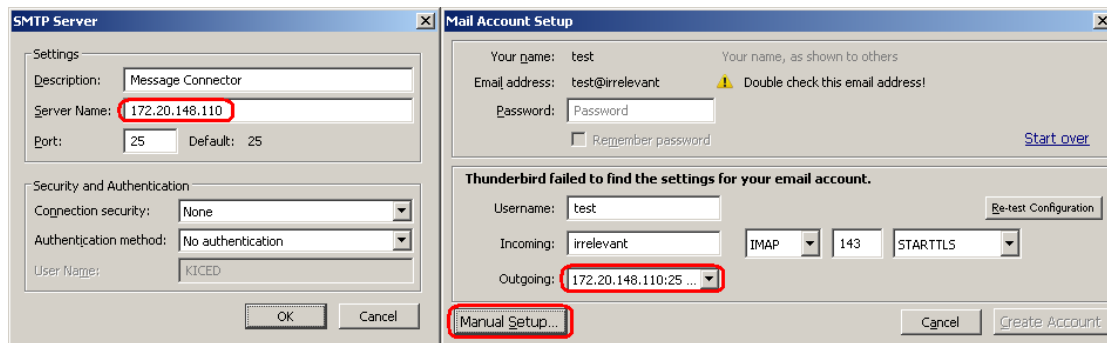 SMTP Server
Settings
Description: Message Connector
Server Name: 172.20.148.110
Port: 25 Default: 25
Security and Authentication
Connection security: None
Authentication method: No authentication
User Name: KICED
OK Cancel
Mail Account Setup
Your name: test Your name, as shown to others
Email address: test@irrelevant Double check this email address!
Password: Password
Remember password
Start over
Thunderbird failed to find the settings for your email account.
Username: test Re-test Configuration
Incoming: irrelevant IMAP 143 STARTTLS
Outgoing: 172.20.148.110:25 ...
Manual Setup... Cancel Create Account